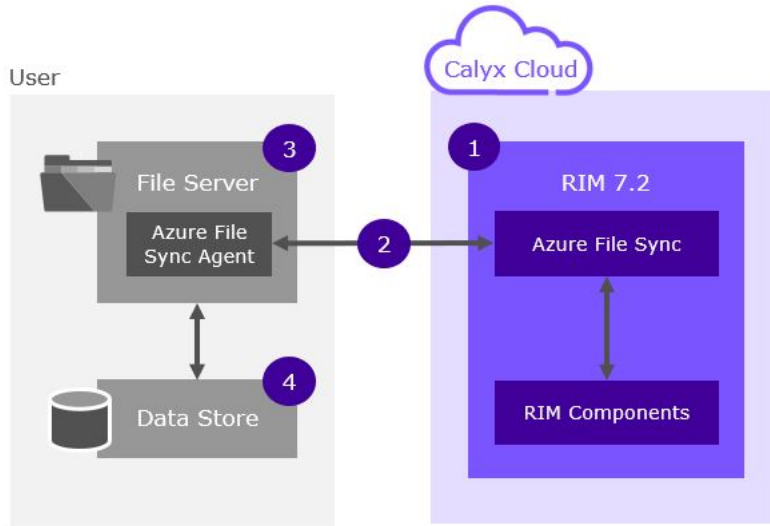 User
Calyx Cloud
3
File Server
Azure File
Sync Agent
2
1
RIM 7.2
Azure File Sync
4
Data Store
RIM Components